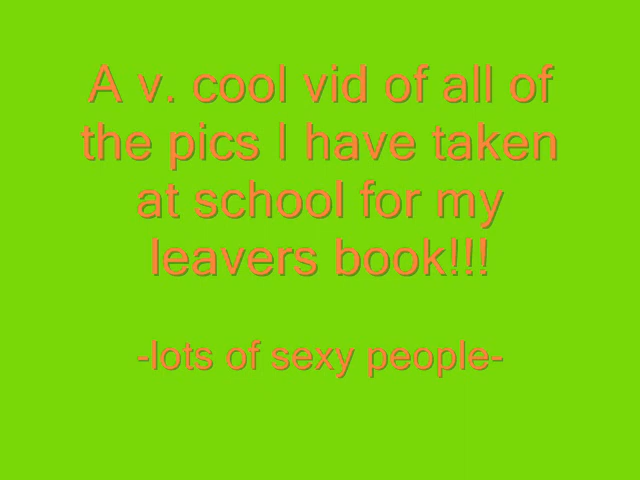 A v. cool vid of all of
the pics I have taken
at school for my
leavers book!!!
-lots of sexy people-